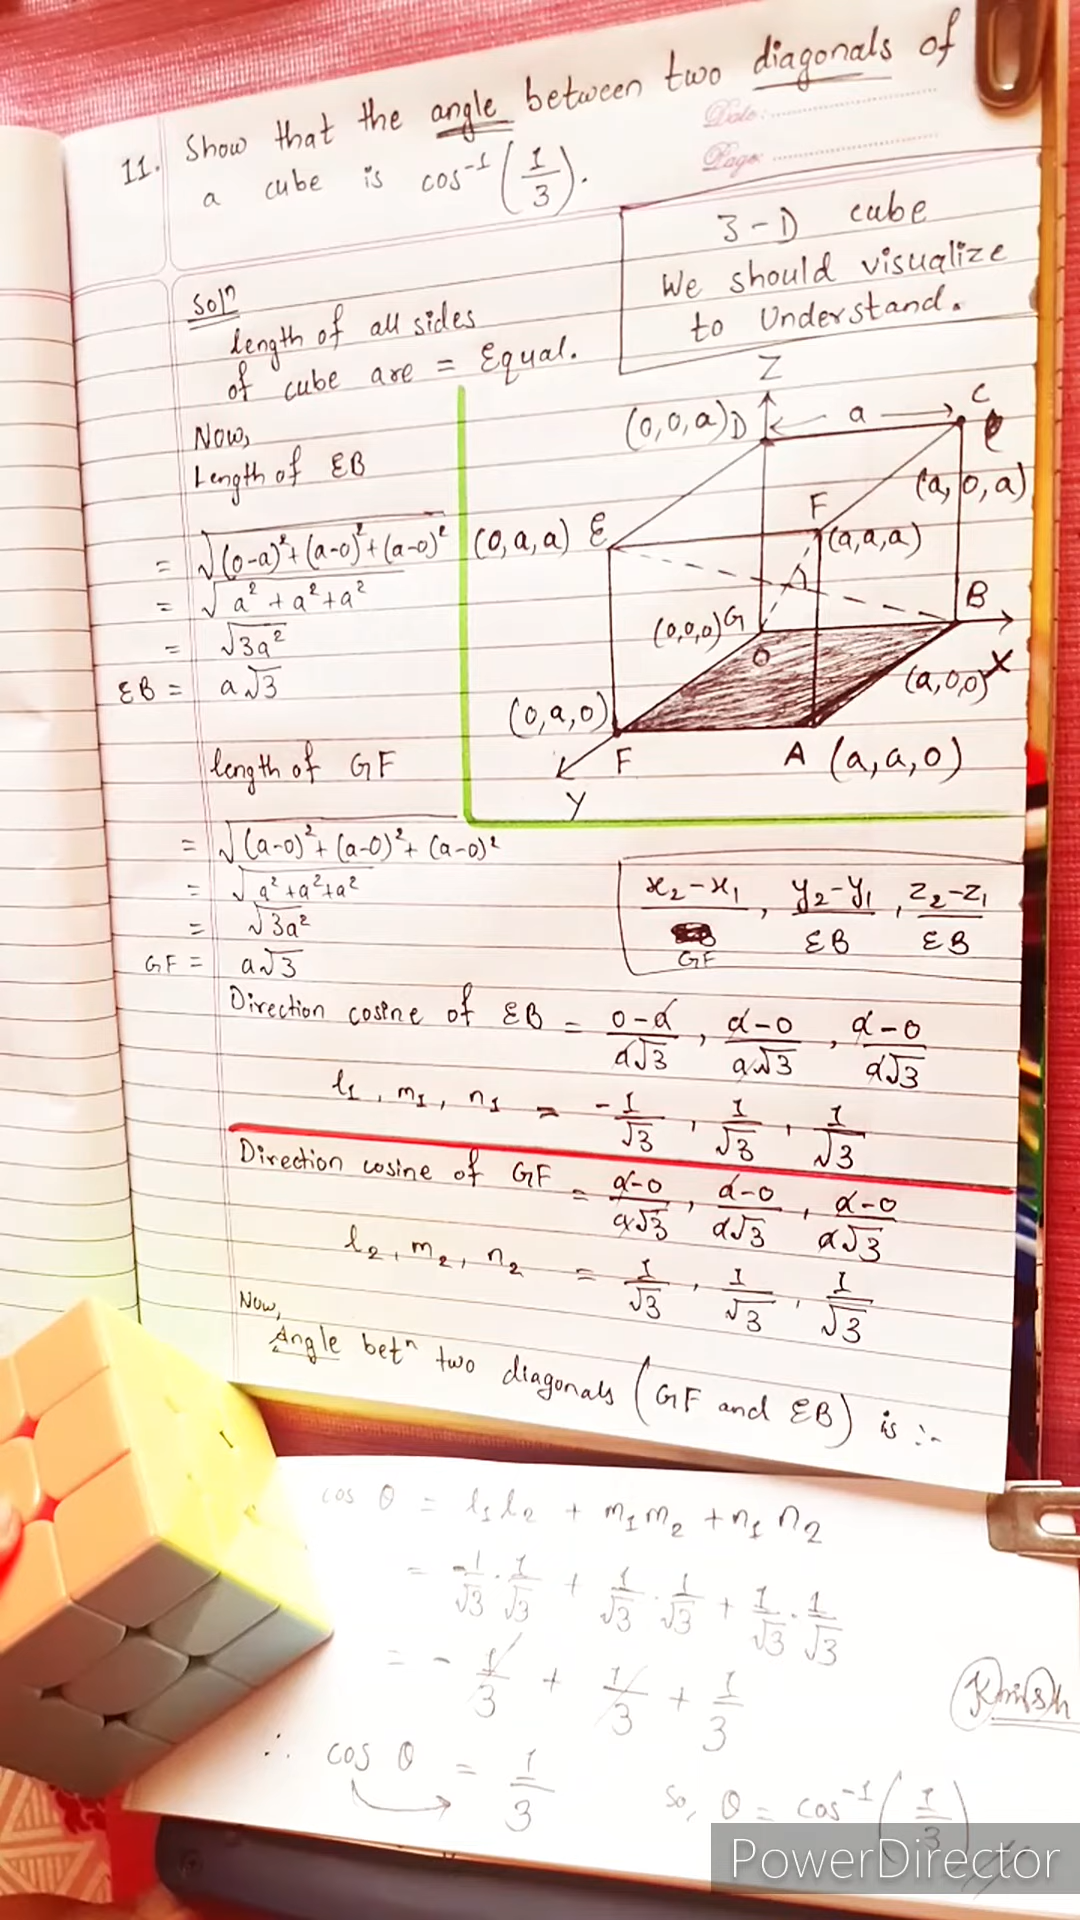 11. Show that the angle between two diagonals of
a cube is cos⁻¹(1/3).
Date:
Page:
3-D cube
We should visualize
to Understand.
Solⁿ
length of all sides
of cube are = Equal.
Now,
Length of EB
= √(0-a)²+(a-0)²+(a-0)²
= √a²+a²+a²
= √3a²
EB = a√3
Z
(0,0,a) D
a
C
(a,0,a)
(0,a,a) E
F
(a,a,a)
(0,0,0) G
O
B
X
(a,0,0)
(0,a,0)
F
A (a,a,0)
Y
length of GF
= √(a-0)²+(a-0)²+(a-0)²
= √a²+a²+a²
= √3a²
GF = a√3
x₂-x₁/GF, y₂-y₁/EB, z₂-z₁/EB
Direction cosine of EB = 0-a/a√3, a-0/a√3, a-0/a√3
l₁, m₁, n₁ = -1/√3, 1/√3, 1/√3
Direction cosine of GF = a-0/a√3, a-0/a√3, a-0/a√3
l₂, m₂, n₂ = 1/√3, 1/√3, 1/√3
Now,
Angle betⁿ two diagonals (GF and EB) is :-
cos θ = l₁l₂ + m₁m₂ + n₁n₂
= -1/√3 · 1/√3 + 1/√3 · 1/√3 + 1/√3 · 1/√3
= - 1/3 + 1/3 + 1/3
∴ cos θ = 1/3
So, θ = cos⁻¹(1/3)
PowerDirector